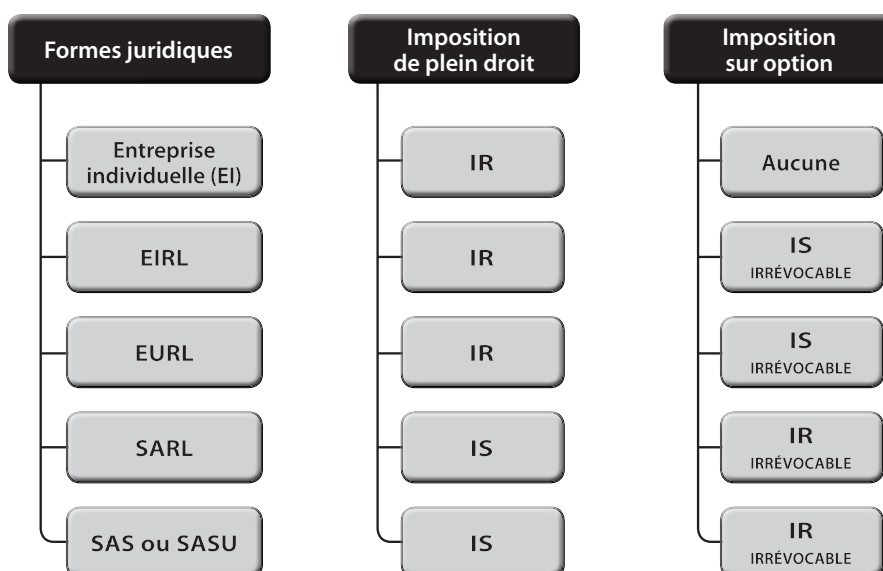 Formes juridiques
Imposition
de plein droit
Imposition
sur option
Entreprise
individuelle (EI)
IR
Aucune
EIRL
IR
IS
IRRÉVOCABLE
EURL
IR
IS
IRRÉVOCABLE
SARL
IS
IR
IRRÉVOCABLE
SAS ou SASU
IS
IR
IRRÉVOCABLE